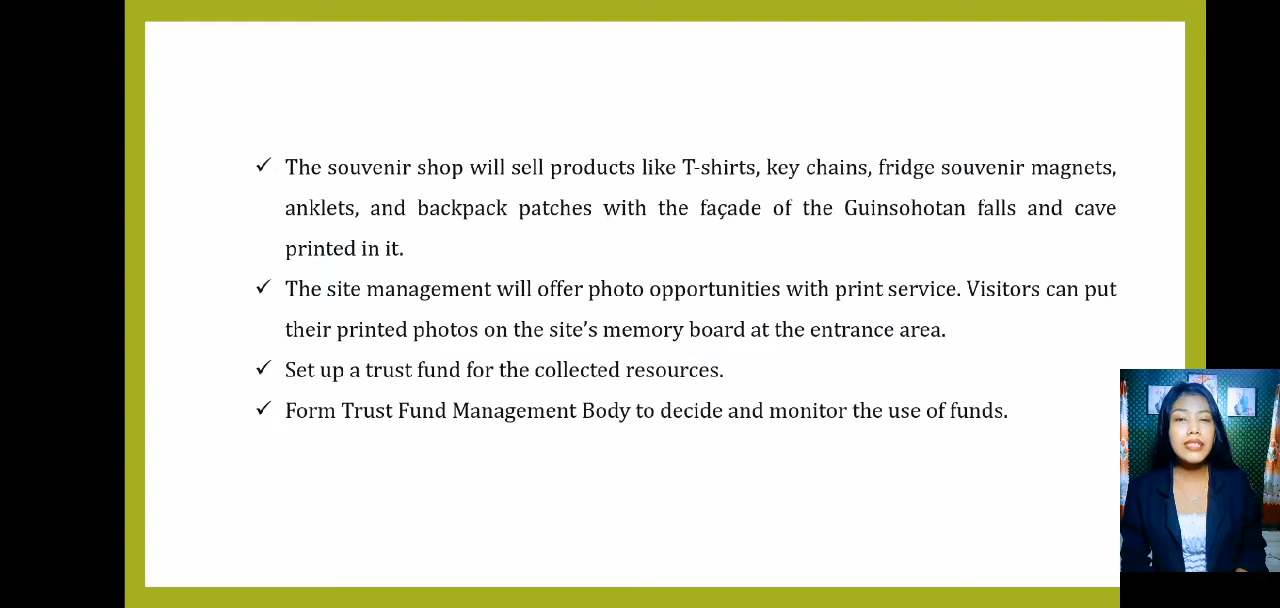 ✓ The souvenir shop will sell products like T-shirts, key chains, fridge souvenir magnets,
anklets, and backpack patches with the façade of the Guinsohotan falls and cave
printed in it.
✓ The site management will offer photo opportunities with print service. Visitors can put
their printed photos on the site’s memory board at the entrance area.
✓ Set up a trust fund for the collected resources.
✓ Form Trust Fund Management Body to decide and monitor the use of funds.